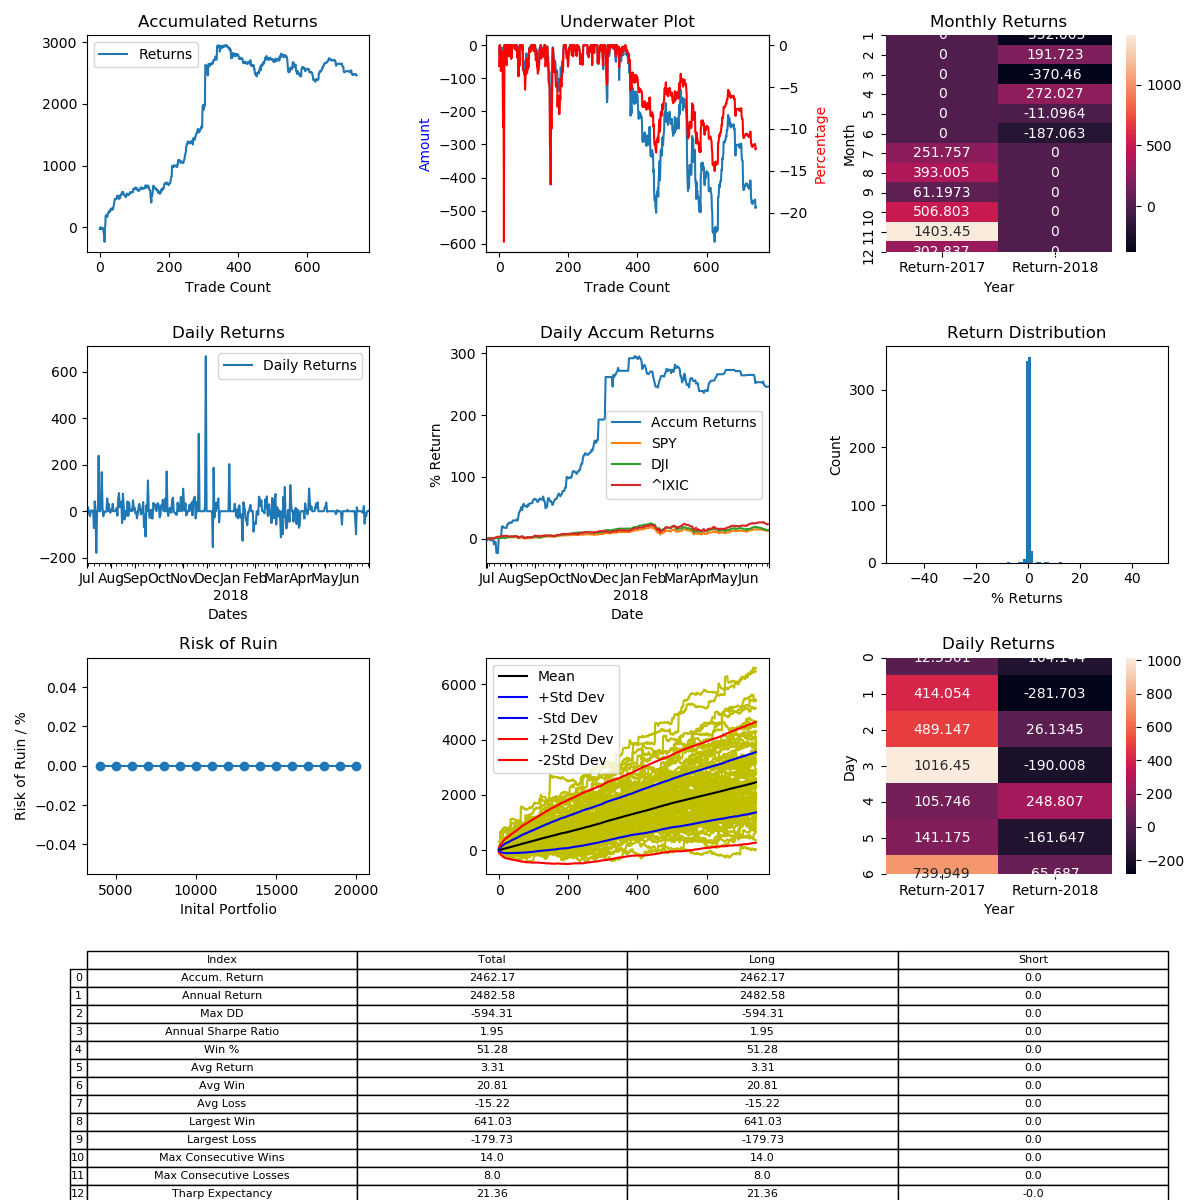 Accumulated Returns
3000
2000
1000
0
Returns
0
200
400
600
Trade Count
Underwater Plot
0
−100
−200
−300
−400
−500
−600
Amount
0
−5
−10
−15
−20
Percentage
0
200
400
600
Trade Count
Monthly Returns
Month
1
2
3
4
5
6
7
8
9
10
11
12
0
0 191.723
0 -370.46
0 272.027
0 -11.0964
0 -187.063
251.757 0
393.005 0
61.1973 0
506.803 0
1403.45 0
302.837 0
Return-2017 Return-2018
Year
1000
500
0
Daily Returns
600
400
200
0
−200
Daily Returns
Jul Aug Sep Oct Nov Dec Jan Feb Mar Apr May Jun
2018
Dates
Daily Accum Returns
% Return
300
200
100
0
Accum Returns
SPY
DJI
^IXIC
Jul Aug Sep Oct Nov Dec Jan Feb Mar Apr May Jun
2018
Date
Return Distribution
Count
300
200
100
0
−40
−20
0
20
40
% Returns
Risk of Ruin
Risk of Ruin / %
0.04
0.02
0.00
−0.02
−0.04
5000
10000
15000
20000
Inital Portfolio
6000
4000
2000
0
Mean
+Std Dev
-Std Dev
+2Std Dev
-2Std Dev
0
200
400
600
Daily Returns
Day
0
1
2
3
4
5
6
414.054 -281.703
489.147 26.1345
1016.45 -190.008
105.746 248.807
141.175 -161.647
739.949 65.687
Return-2017 Return-2018
Year
1000
800
600
400
200
0
−200
Index Total Long Short
0 Accum. Return 2462.17 2462.17 0.0
1 Annual Return 2482.58 2482.58 0.0
2 Max DD -594.31 -594.31 0.0
3 Annual Sharpe Ratio 1.95 1.95 0.0
4 Win % 51.28 51.28 0.0
5 Avg Return 3.31 3.31 0.0
6 Avg Win 20.81 20.81 0.0
7 Avg Loss -15.22 -15.22 0.0
8 Largest Win 641.03 641.03 0.0
9 Largest Loss -179.73 -179.73 0.0
10 Max Consecutive Wins 14.0 14.0 0.0
11 Max Consecutive Losses 8.0 8.0 0.0
12 Tharp Expectancy 21.36 21.36 -0.0